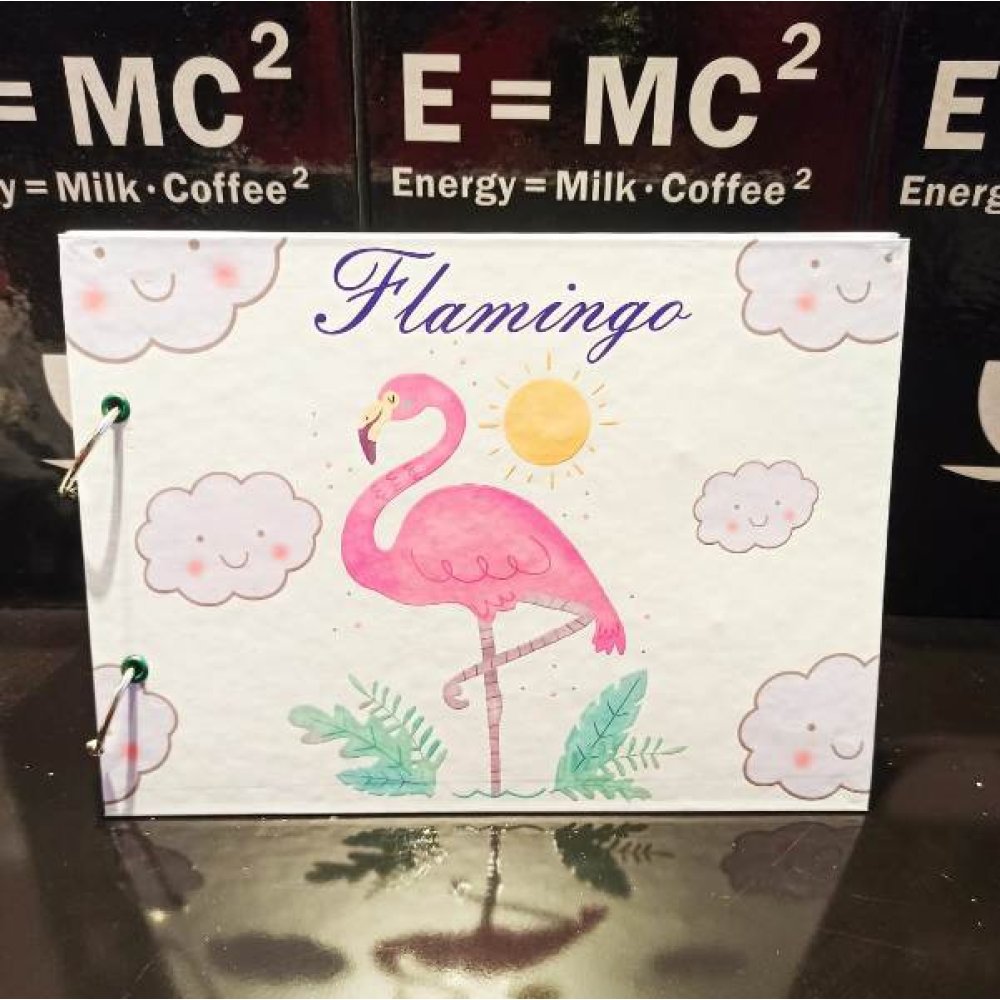 = MC²
E = MC²
E
y = Milk · Coffee²
Energy = Milk · Coffee²
Energ
Flamingo